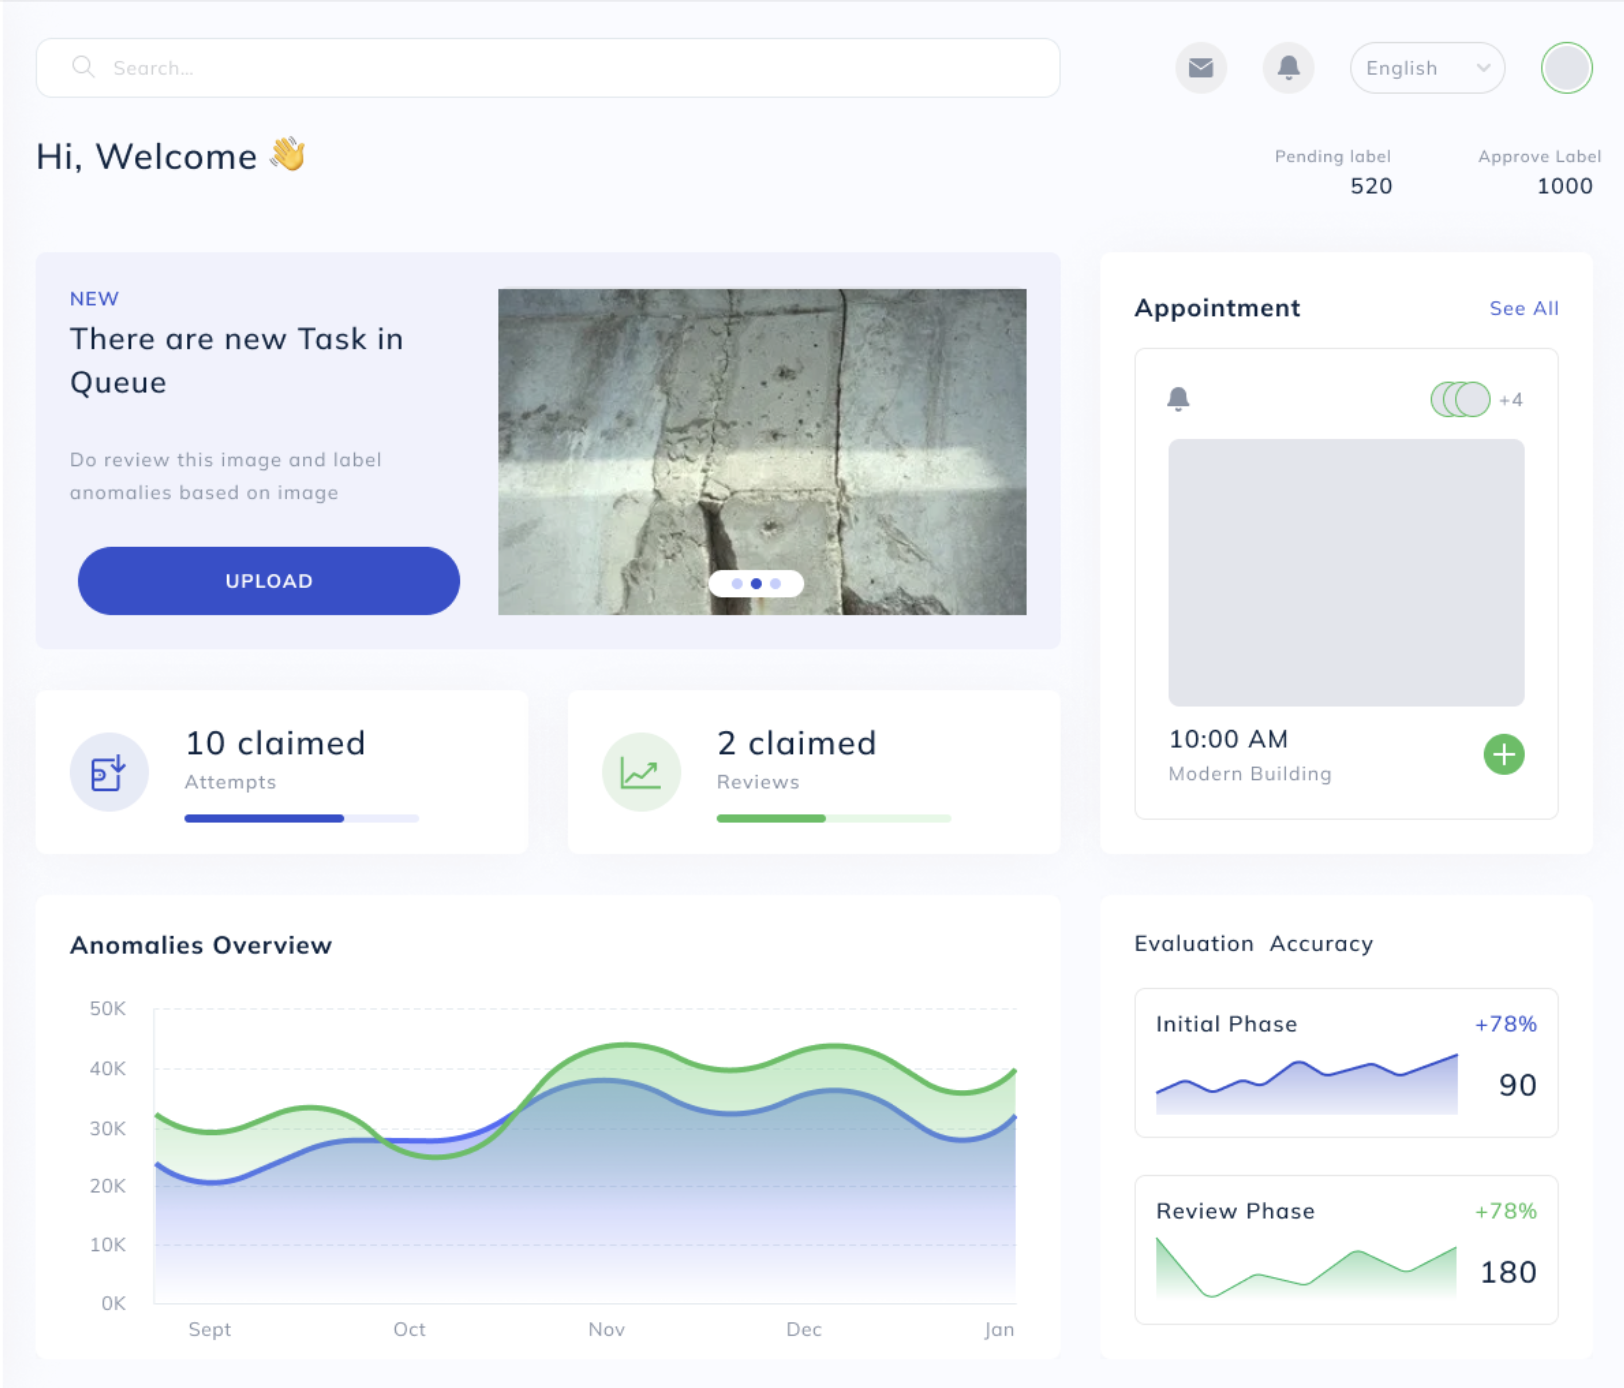 Search...
English
Hi, Welcome 👋
Pending label
520
Approve Label
1000
NEW
There are new Task in
Queue
Do review this image and label
anomalies based on image
UPLOAD
Appointment
See All
+4
10:00 AM
Modern Building
10 claimed
Attempts
2 claimed
Reviews
Anomalies Overview
50K
40K
30K
20K
10K
0K
Sept
Oct
Nov
Dec
Jan
Evaluation Accuracy
Initial Phase
+78%
90
Review Phase
+78%
180